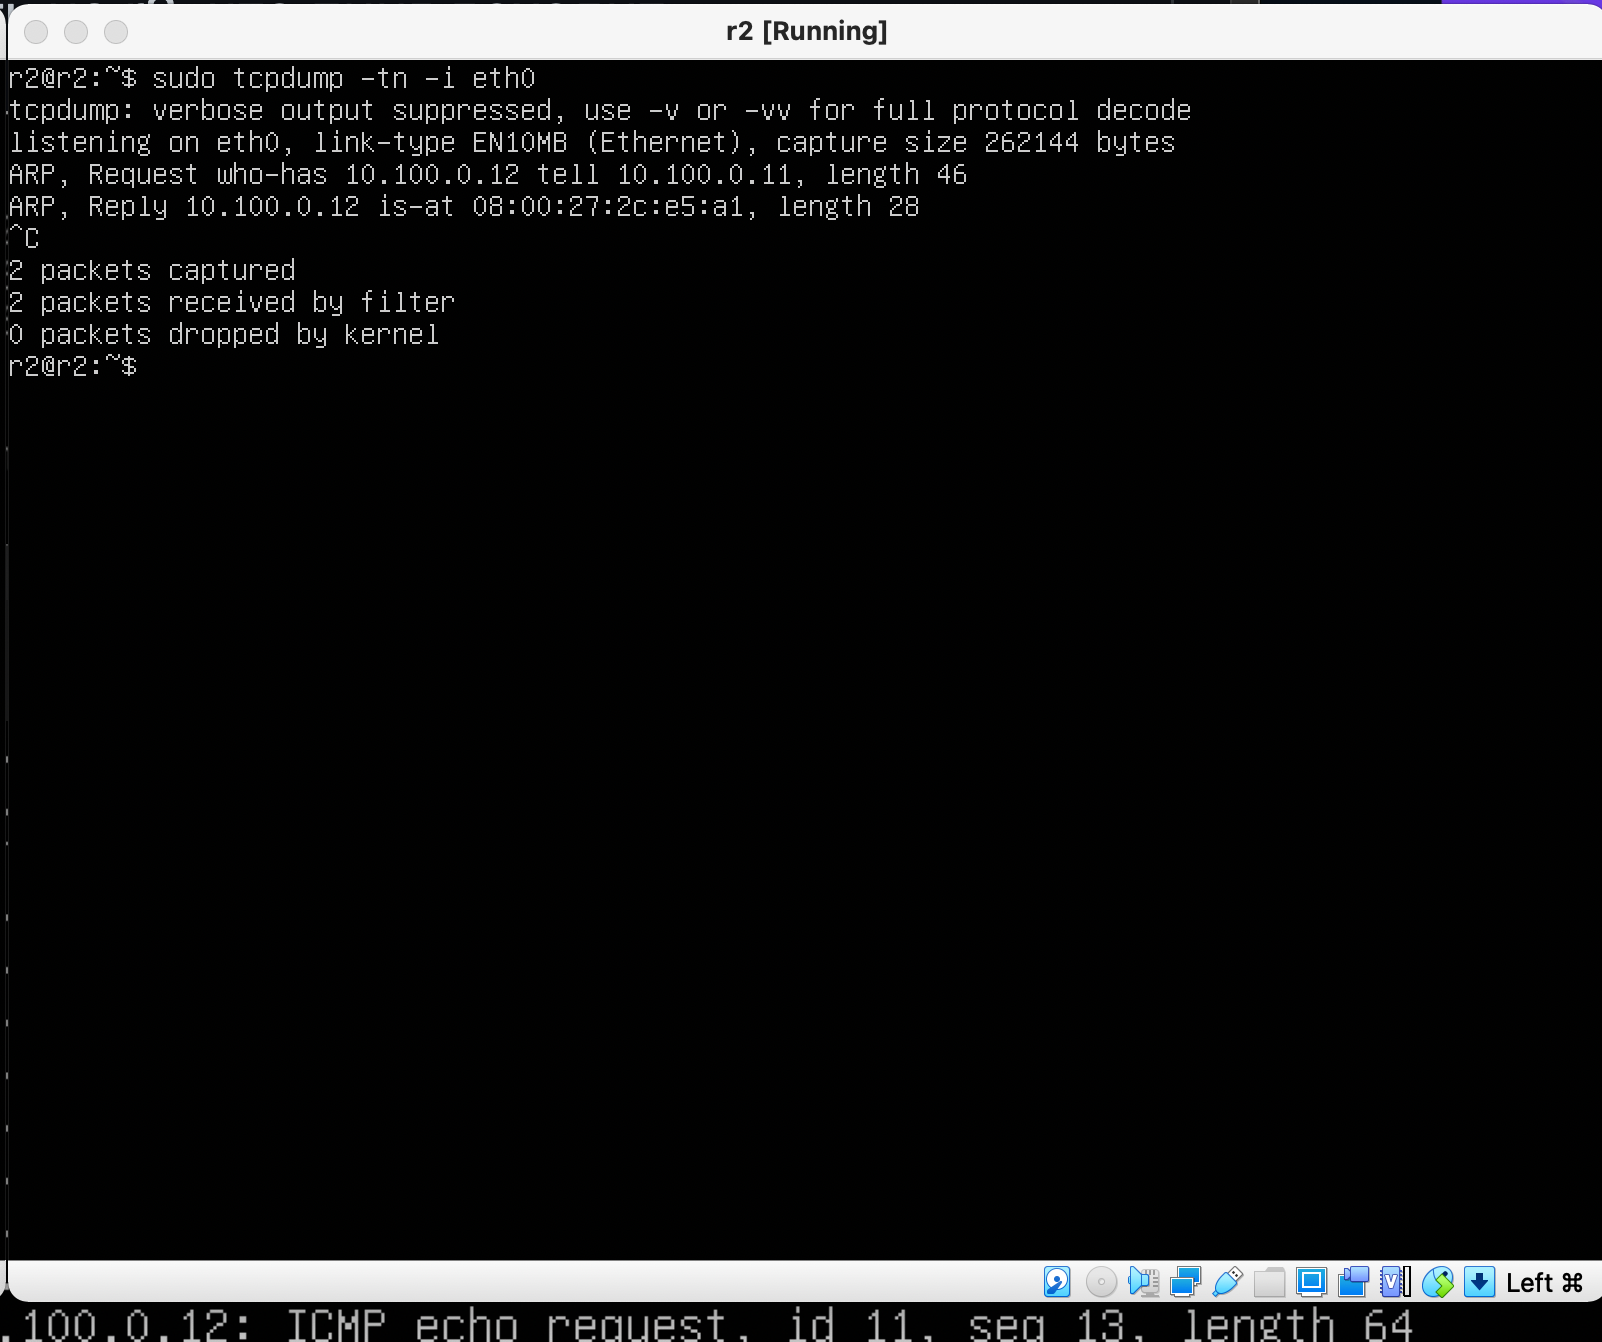 r2 [Running]
r2@r2:~$ sudo tcpdump -tn -i eth0
tcpdump: verbose output suppressed, use -v or -vv for full protocol decode
listening on eth0, link-type EN10MB (Ethernet), capture size 262144 bytes
ARP, Request who-has 10.100.0.12 tell 10.100.0.11, length 46
ARP, Reply 10.100.0.12 is-at 08:00:27:2c:e5:a1, length 28
^C
2 packets captured
2 packets received by filter
0 packets dropped by kernel
r2@r2:~$
Left ⌘
.100.0.12: ICMP echo request, id 11, seq 13, length 64